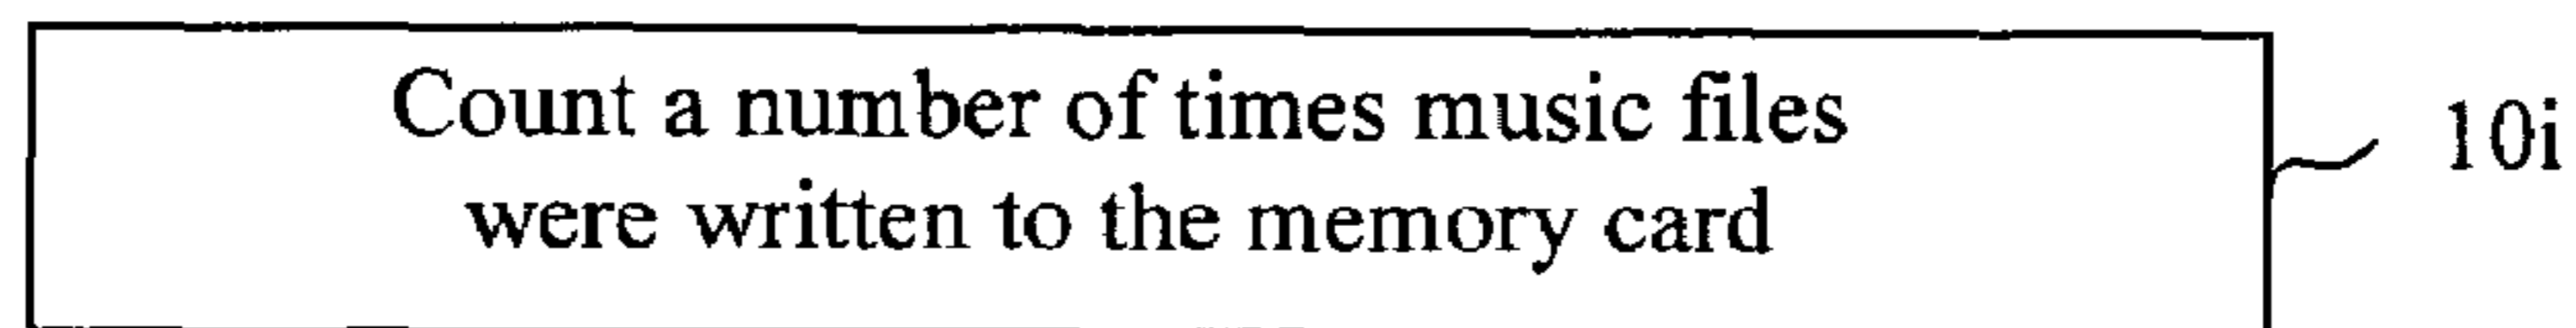 Count a number of times music files
were written to the memory card
10i